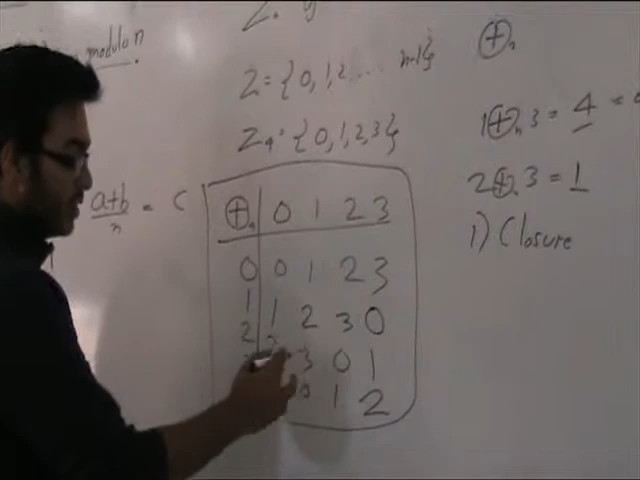 modulo n
Z = {0, 1, 2 .... n-1}
Z₄ = {0, 1, 2, 3}
a+b / n = c
⊕ₙ 0 1 2 3
0 0 1 2 3
1 1 2 3 0
2 2 3 0 1
0 1 2
⊕ₙ
1 ⊕ₙ 3 = 4 =
2 ⊕ₙ 3 = 1
1) Closure